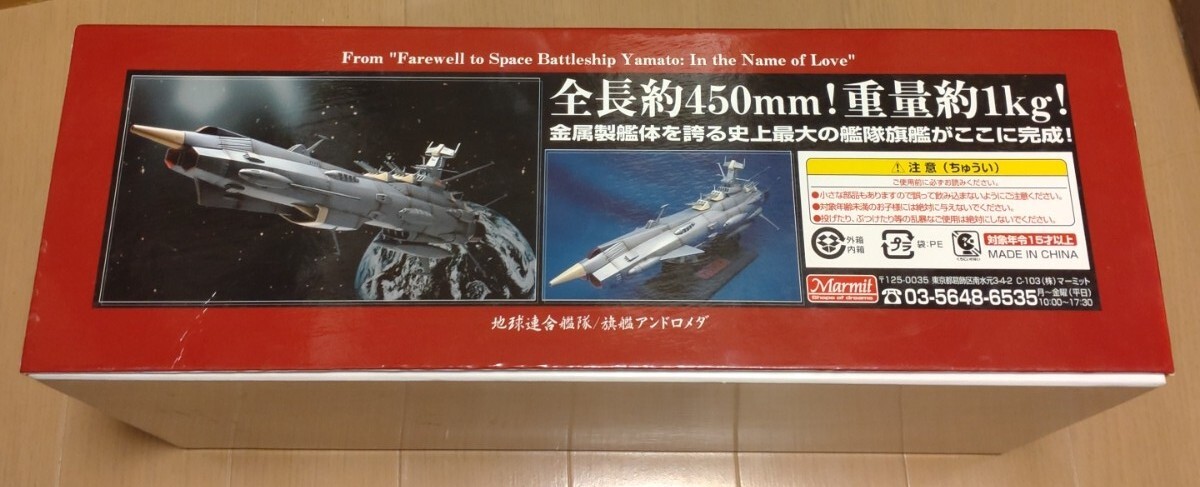 From "Farewell to Space Battleship Yamato: In the Name of Love"
全長約450mm!重量約1kg!
金属製艦体を誇る史上最大の艦隊旗艦がここに完成!
注意(ちゅうい)
ご使用前に必ずお読みください。
●小さな部品もありますので誤って飲み込まないようにご注意ください。
●対象年齢未満のお子様には絶対に与えないでください。
●投げたり、ぶつけたり等の乱暴なご使用は絶対にしないでください。
外箱
内箱
プラ
袋:PE
対象年令15才以上
MADE IN CHINA
Marmit
Shape of dreams
〒125-0035 東京都葛飾区南水元3-4-2 C-103(株)マーミット
☎03-5648-6535 月~金曜(平日)
10:00~17:30
地球連合艦隊/旗艦アンドロメダ